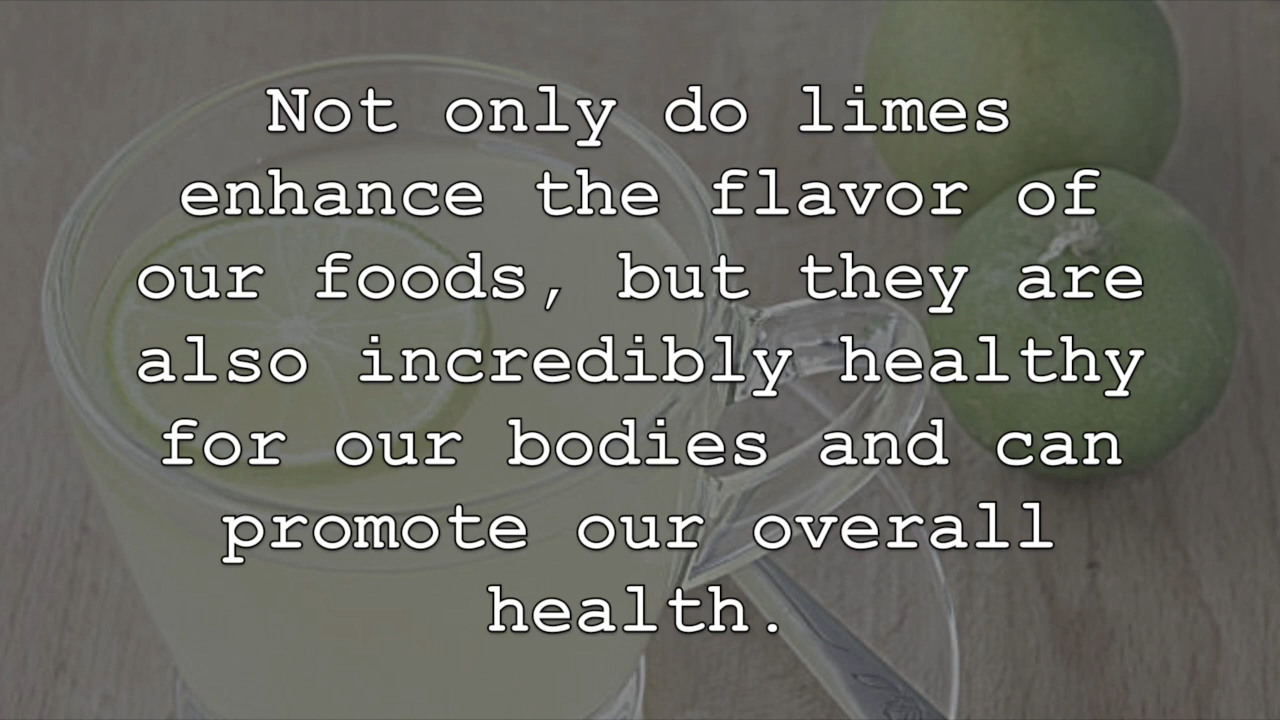 Not only do limes
enhance the flavor of
our foods, but they are
also incredibly healthy
for our bodies and can
promote our overall
health.